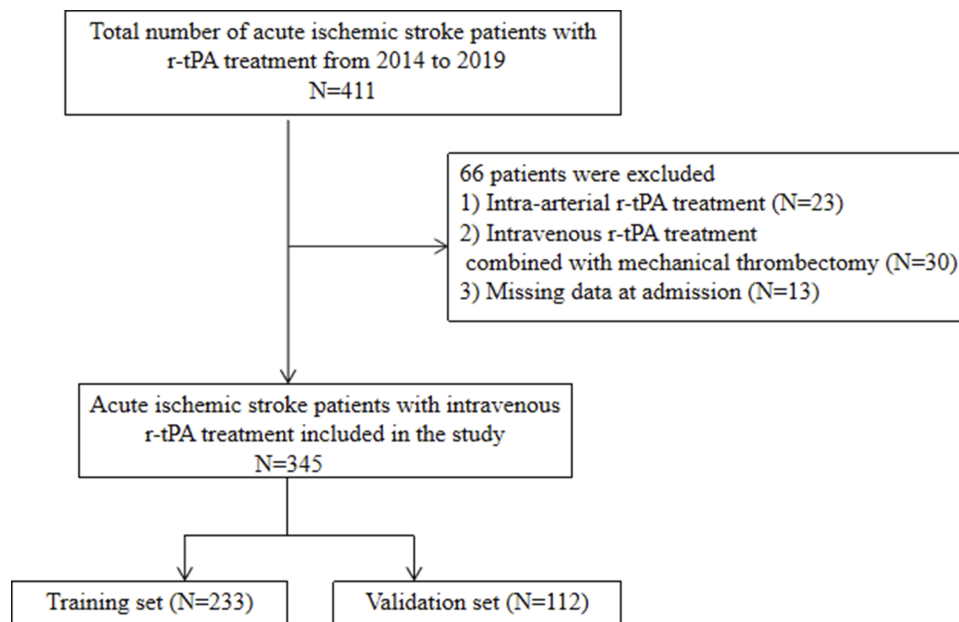 Total number of acute ischemic stroke patients with
r-tPA treatment from 2014 to 2019
N=411
66 patients were excluded
1) Intra-arterial r-tPA treatment (N=23)
2) Intravenous r-tPA treatment
combined with mechanical thrombectomy (N=30)
3) Missing data at admission (N=13)
Acute ischemic stroke patients with intravenous
r-tPA treatment included in the study
N=345
Training set (N=233)
Validation set (N=112)